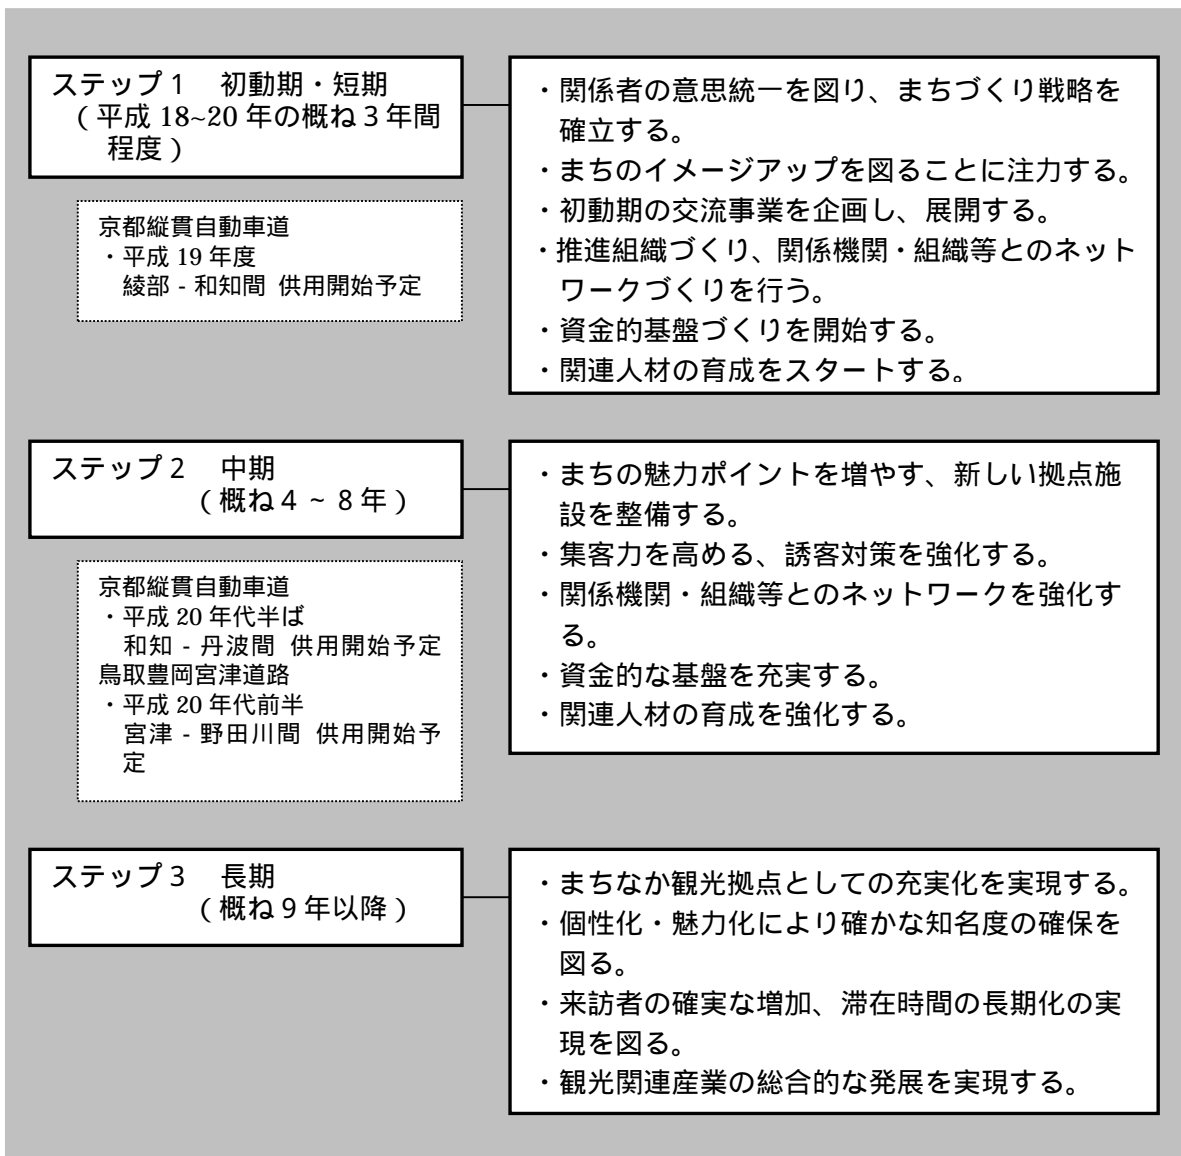 ステップ1　初動期・短期
(平成 18~20 年の概ね3年間
程度)
京都縦貫自動車道
・平成 19 年度
綾部 - 和知間 供用開始予定
・関係者の意思統一を図り、まちづくり戦略を
確立する。
・まちのイメージアップを図ることに注力する。
・初動期の交流事業を企画し、展開する。
・推進組織づくり、関係機関・組織等とのネット
ワークづくりを行う。
・資金的基盤づくりを開始する。
・関連人材の育成をスタートする。
ステップ2　中期
(概ね4 ~ 8年)
京都縦貫自動車道
・平成 20 年代半ば
和知 - 丹波間 供用開始予定
鳥取豊岡宮津道路
・平成 20 年代前半
宮津 - 野田川間 供用開始予
定
・まちの魅力ポイントを増やす、新しい拠点施
設を整備する。
・集客力を高める、誘客対策を強化する。
・関係機関・組織等とのネットワークを強化す
る。
・資金的な基盤を充実する。
・関連人材の育成を強化する。
ステップ3　長期
(概ね9年以降)
・まちなか観光拠点としての充実化を実現する。
・個性化・魅力化により確かな知名度の確保を
図る。
・来訪者の確実な増加、滞在時間の長期化の実
現を図る。
・観光関連産業の総合的な発展を実現する。